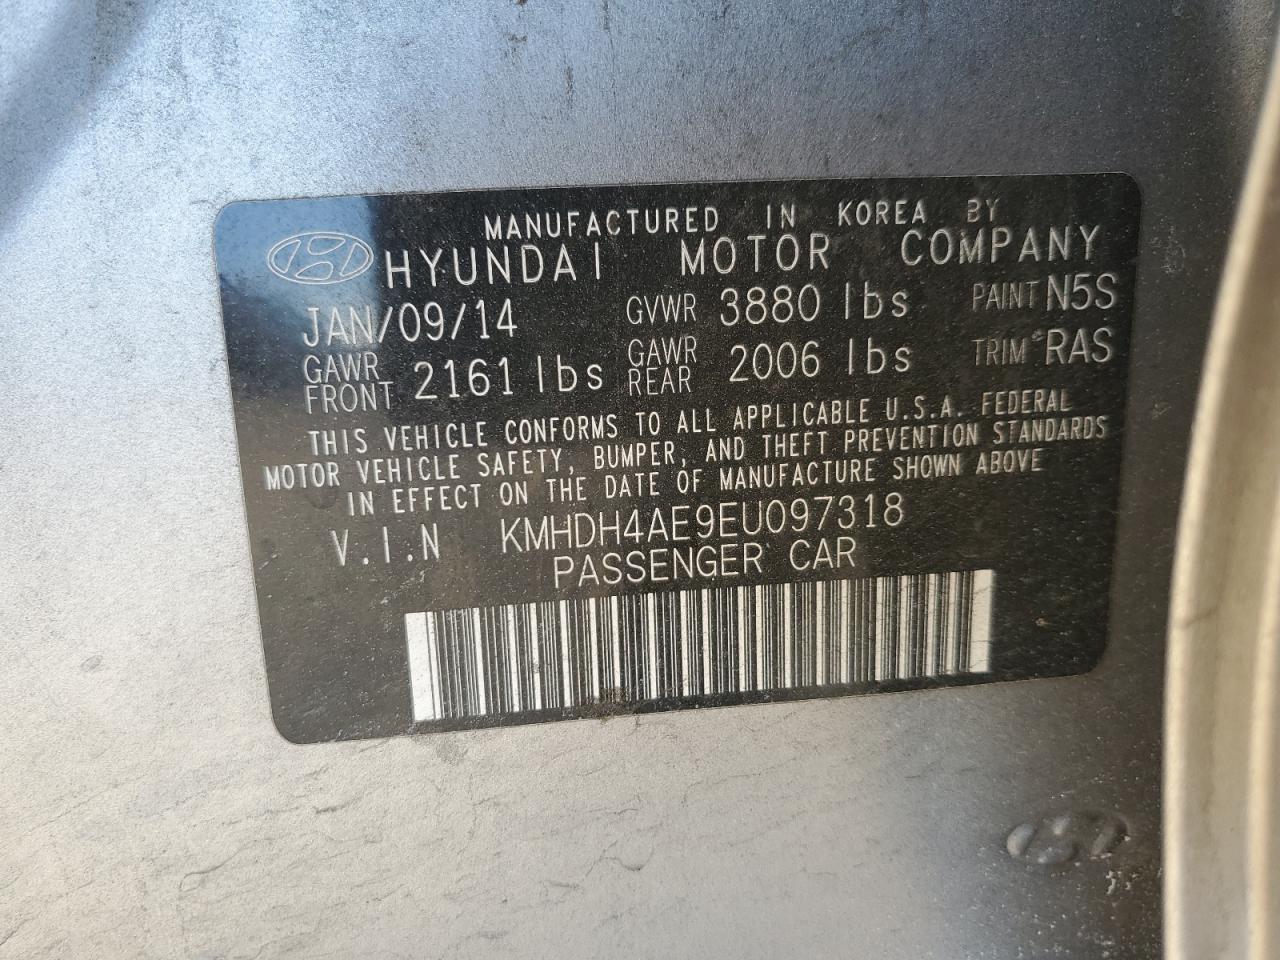 MANUFACTURED IN KOREA BY
HYUNDAI MOTOR COMPANY
JAN/09/14 GVWR 3880 lbs PAINT N5S
GAWR FRONT 2161 lbs GAWR REAR 2006 lbs TRIM RAS
THIS VEHICLE CONFORMS TO ALL APPLICABLE U.S.A. FEDERAL
MOTOR VEHICLE SAFETY, BUMPER, AND THEFT PREVENTION STANDARDS
IN EFFECT ON THE DATE OF MANUFACTURE SHOWN ABOVE
V.I.N KMHDH4AE9EU097318
PASSENGER CAR